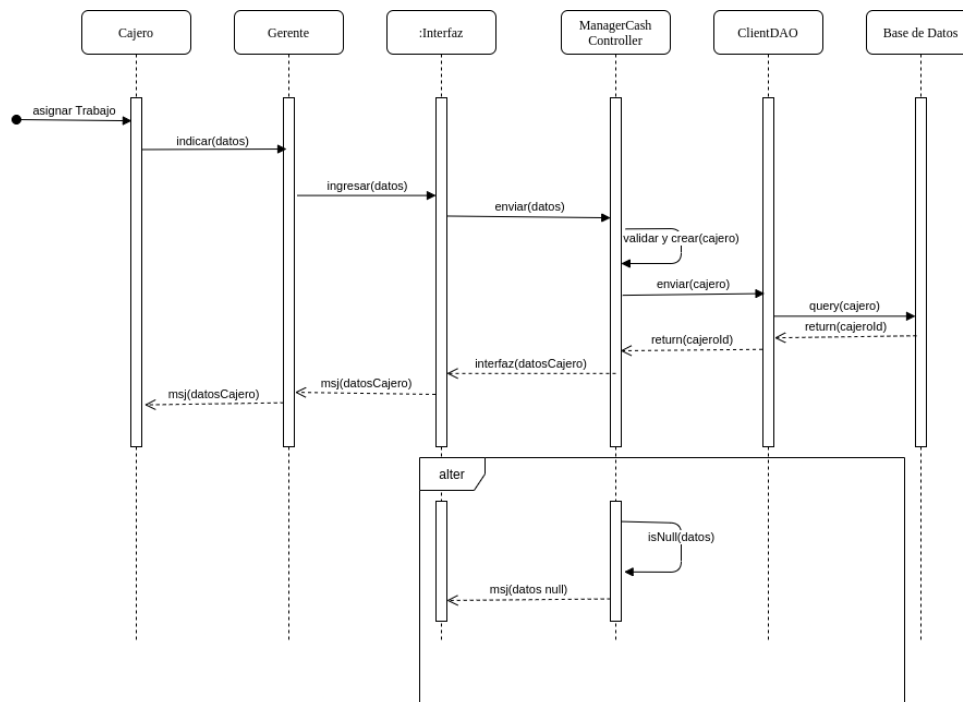 Cajero
Gerente
:Interfaz
ManagerCash
Controller
ClientDAO
Base de Datos
asignar Trabajo
indicar(datos)
ingresar(datos)
enviar(datos)
validar y crear(cajero)
enviar(cajero)
query(cajero)
return(cajeroId)
return(cajeroId)
interfaz(datosCajero)
msj(datosCajero)
msj(datosCajero)
alter
isNull(datos)
msj(datos null)